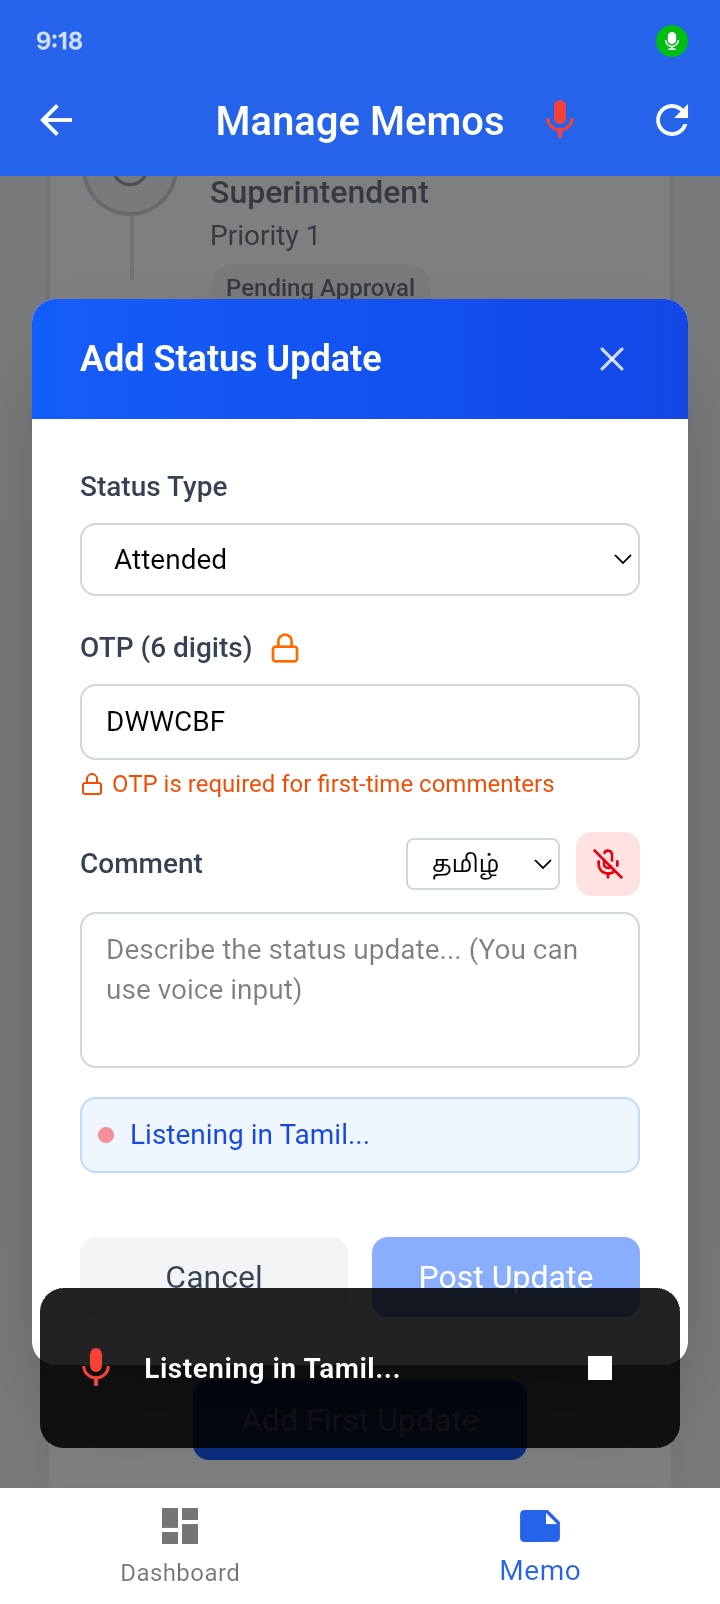 9:18
Manage Memos
Superintendent
Priority 1
Pending Approval
Add Status Update
Status Type
Attended
OTP (6 digits)
DWWCBF
OTP is required for first-time commenters
Comment
தமிழ்
Describe the status update... (You can
use voice input)
Listening in Tamil...
Cancel
Post Update
Listening in Tamil...
Add First Update
Dashboard
Memo